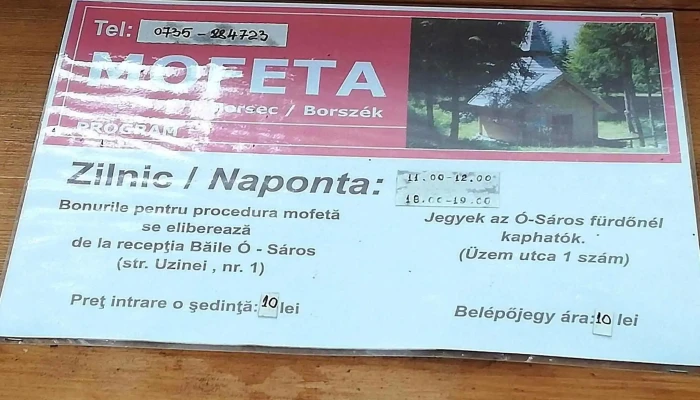 Tel: 0735-284723
MOFETA
Borsec / Borszék
PROGRAM
Zilnic / Naponta:
11.00-12.00
18.00-19.00
Bonurile pentru procedura mofetă
se eliberează
de la recepția Băile Ó - Sáros
(str. Uzinei , nr. 1)
Preţ intrare o şedinţă: 10 lei
Jegyek az Ó-Sáros fürdőnél
kaphatók.
(Üzem utca 1 szám)
Belépőjegy ára: 10 lei